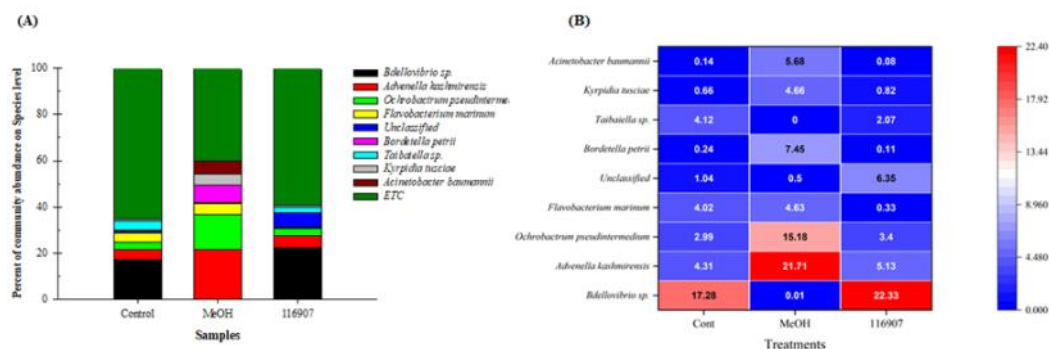 (A)
Percent of community abundance on Species level
100
80
60
40
20
0
Control
MeOH
116907
Samples
Bdellovibrio sp.
Advenella kashmirensis
Ochrobactrum pseudinterme
Flavobacterium marinum
Unclassified
Bordetella petrii
Taibaiella sp.
Kyrpidia tusciae
Acinetobacter baumannii
ETC
(B)
Acinetobacter baumannii 0.14 5.68 0.08
Kyrpidia tusciae 0.66 4.66 0.82
Taibaiella sp. 4.12 0 2.07
Bordetella petrii 0.24 7.45 0.11
Unclassified 1.04 0.5 6.35
Flavobacterium marinum 4.02 4.63 0.33
Ochrobactrum pseudintermedium 2.99 15.18 3.4
Advenella kashmirensis 4.31 21.71 5.13
Bdellovibrio sp. 17.28 0.01 22.33
Cont
MeOH
116907
Treatments
22.40
17.92
13.44
8.960
4.480
0.000